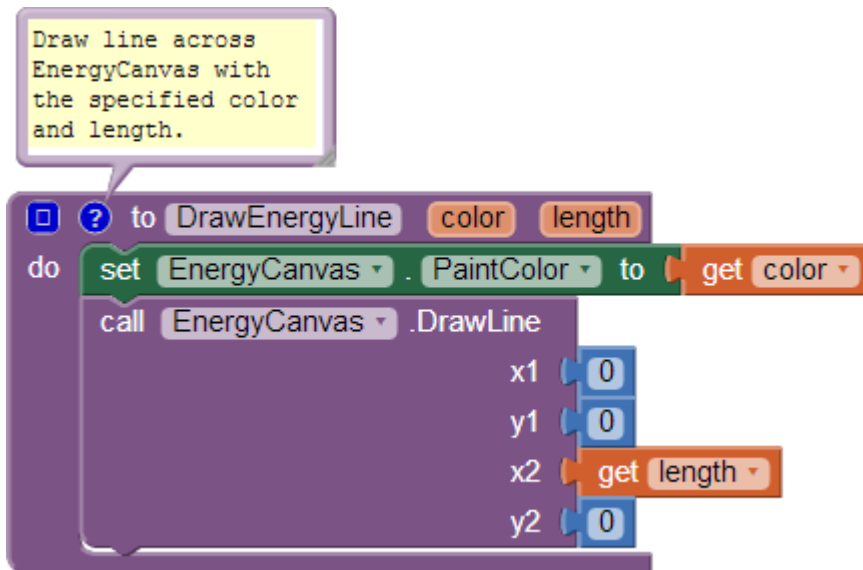 Draw line across
EnergyCanvas with
the specified color
and length.
? to DrawEnergyLine color length
do set EnergyCanvas . PaintColor to get color
call EnergyCanvas .DrawLine
x1 0
y1 0
x2 get length
y2 0